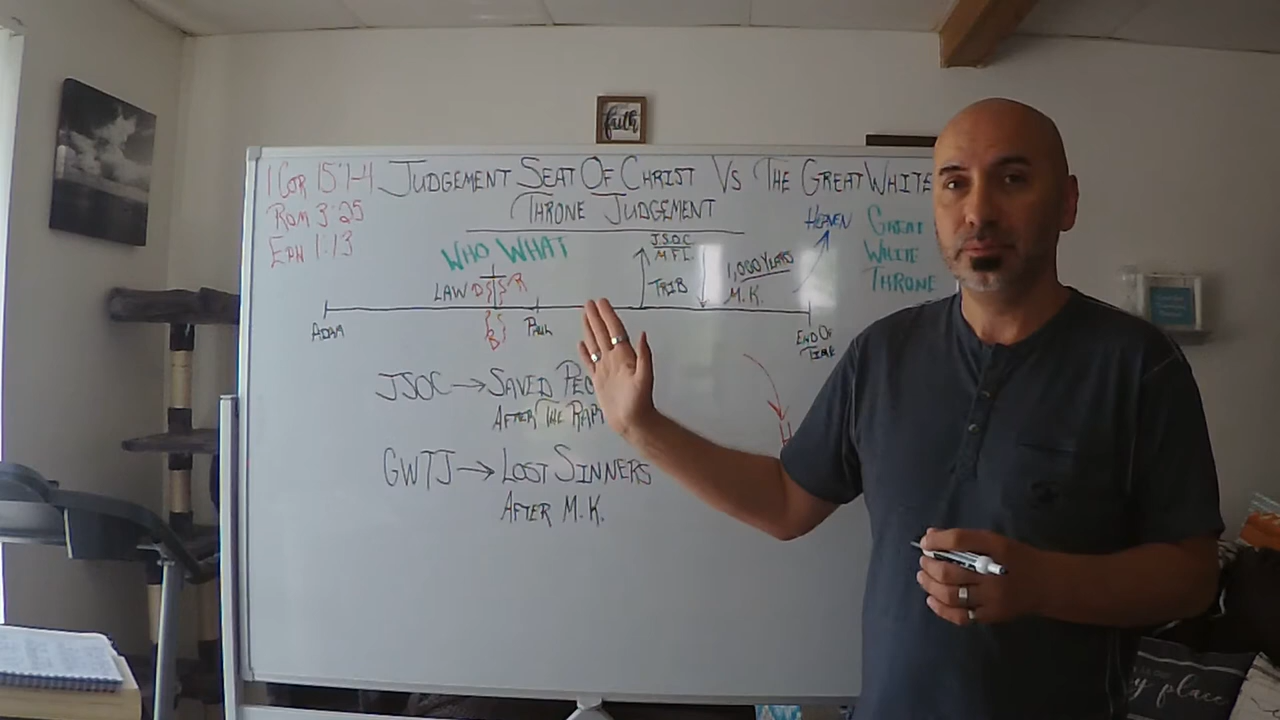 faith
1 Cor 15:1-4
Rom 3:25
Eph 1:13
Judgement Seat Of Christ Vs The Great White
Throne Judgement
Who What
J.S.O.C
M.F.L.
Heaven
Great
White
Throne
Law D R
Trib
1,000 Years
M.K.
B
Adam
Paul
End Of
Time
JSOC → Saved
After The
GWTJ → Lost Sinners
After M.K.
place